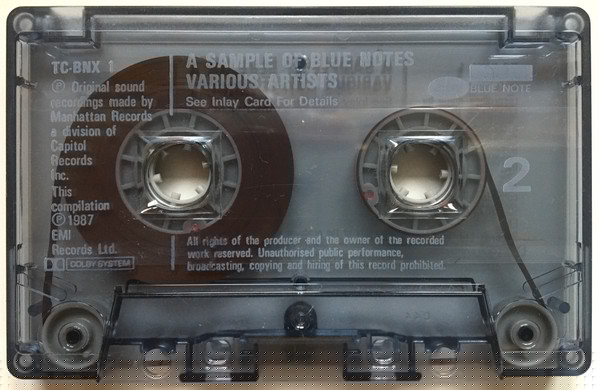 TC-BNX 1
Ⓟ Original sound
recordings made by
Manhattan Records
a division of
Capitol
Records
Inc.
This
compilation
Ⓟ 1987
EMI
Records Ltd.
DOLBY SYSTEM
A SAMPLE OF BLUE NOTES
VARIOUS ARTISTS
See Inlay Card For Details
BLUE NOTE
2
All rights of the producer and the owner of the recorded
work reserved. Unauthorised public performance,
broadcasting, copying and hiring of this record prohibited.